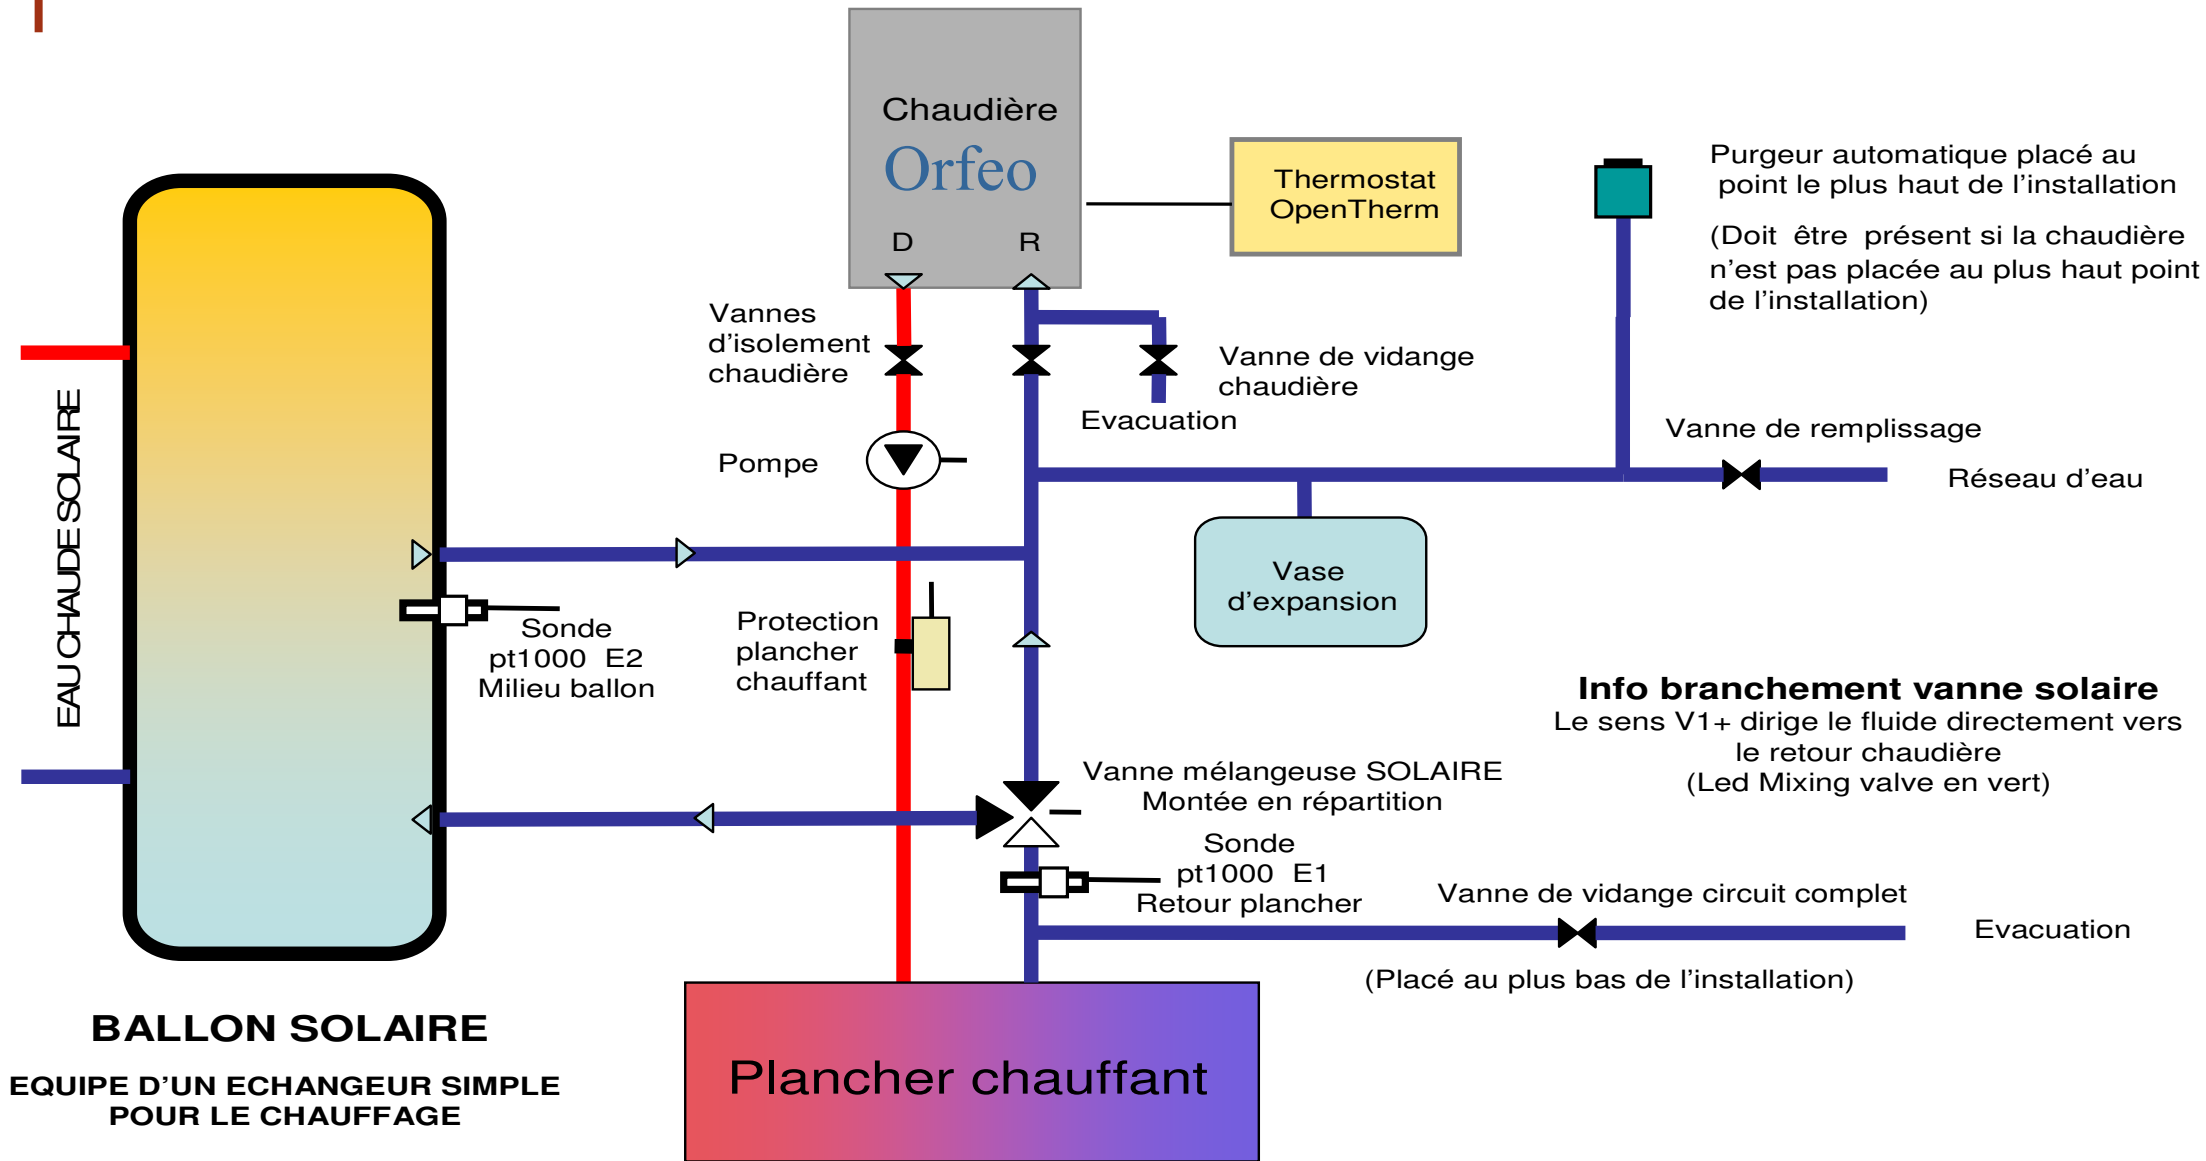 Chaudière
Orfeo
D
R
Thermostat
OpenTherm
Purgeur automatique placé au
point le plus haut de l'installation
(Doit être présent si la chaudière
n'est pas placée au plus haut point
de l'installation)
Vannes
d'isolement
chaudière
Vanne de vidange
chaudière
Evacuation
Vanne de remplissage
Réseau d'eau
Pompe
EAU CHAUDE SOLAIRE
Vase
d'expansion
Sonde
pt1000 E2
Milieu ballon
Protection
plancher
chauffant
Info branchement vanne solaire
Le sens V1+ dirige le fluide directement vers
le retour chaudière
(Led Mixing valve en vert)
Vanne mélangeuse SOLAIRE
Montée en répartition
Sonde
pt1000 E1
Retour plancher
Vanne de vidange circuit complet
Evacuation
(Placé au plus bas de l'installation)
BALLON SOLAIRE
EQUIPE D'UN ECHANGEUR SIMPLE
POUR LE CHAUFFAGE
Plancher chauffant